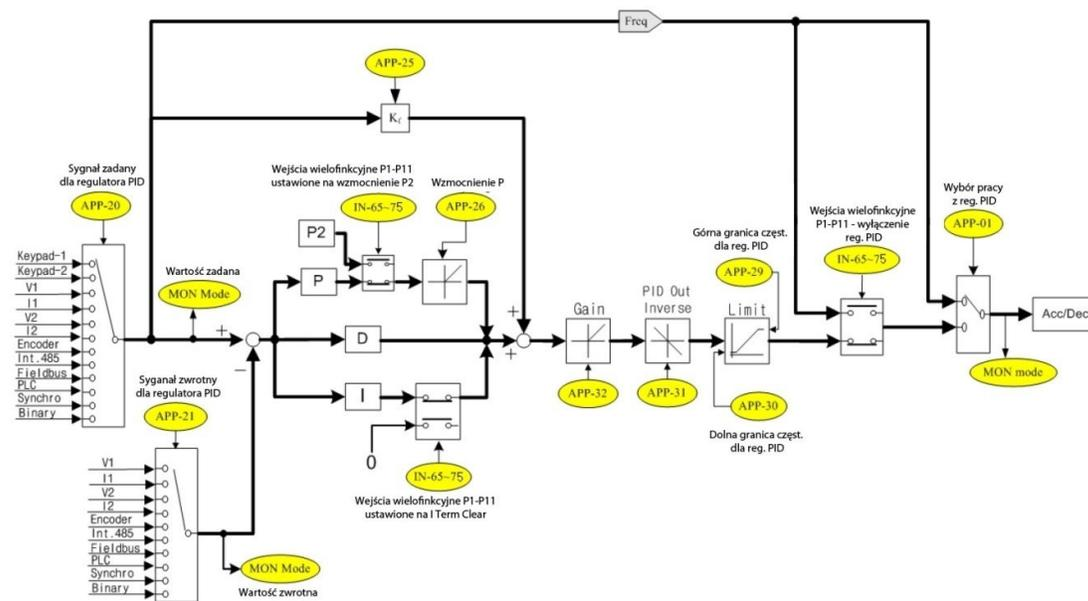 Freq
APP-25
Kf
Sygnał zadany
dla regulatora PID
APP-20
Keypad-1
Keypad-2
V1
I1
V2
I2
Encoder
Int.485
Fieldbus
PLC
Synchro
Binary
Wartość zadana
MON Mode
+
−
Wejścia wielofinkcyjne P1-P11
ustawione na wzmocnienie P2
IN-65~75
Wzmocnienie P
APP-26
P2
P
D
I
0
IN-65~75
Wejścia wielofinkcyjne P1-P11
ustawione na I Term Clear
+
+
Gain
APP-32
PID Out
Inverse
APP-31
Górna granica częst.
dla reg. PID
APP-29
Limit
APP-30
Dolna granica częst.
dla reg. PID
Wejścia wielofinkcyjne
P1-P11 - wyłączenie
reg. PID
IN-65~75
Wybór pracy
z reg. PID
APP-01
Acc/Dec
MON mode
Syganał zwrotny
dla regulatora PID
APP-21
V1
I1
V2
I2
Encoder
Int.485
Fieldbus
PLC
Synchro
Binary
MON Mode
Wartość zwrotna